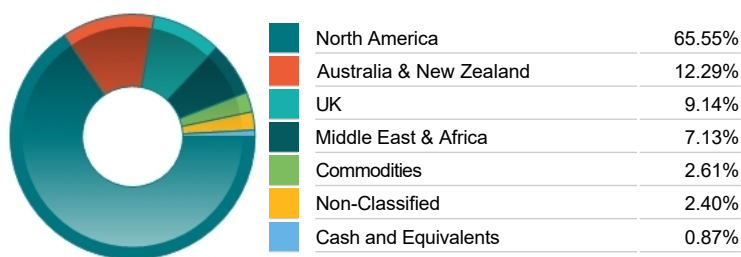 North America 65.55%
Australia & New Zealand 12.29%
UK 9.14%
Middle East & Africa 7.13%
Commodities 2.61%
Non-Classified 2.40%
Cash and Equivalents 0.87%